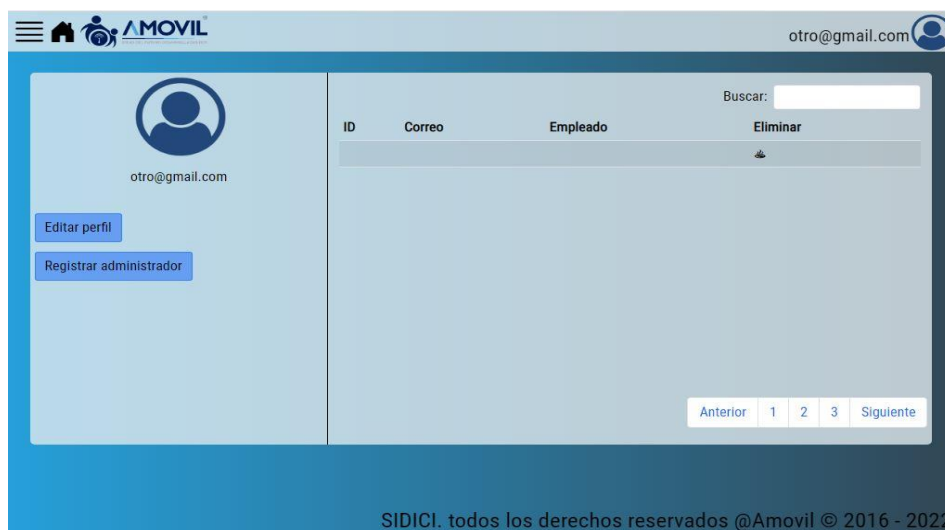 AMOVIL
otro@gmail.com
otro@gmail.com
Editar perfil
Registrar administrador
Buscar:
ID Correo Empleado Eliminar
Anterior 1 2 3 Siguiente
SIDICI. todos los derechos reservados @Amovil © 2016 - 2022